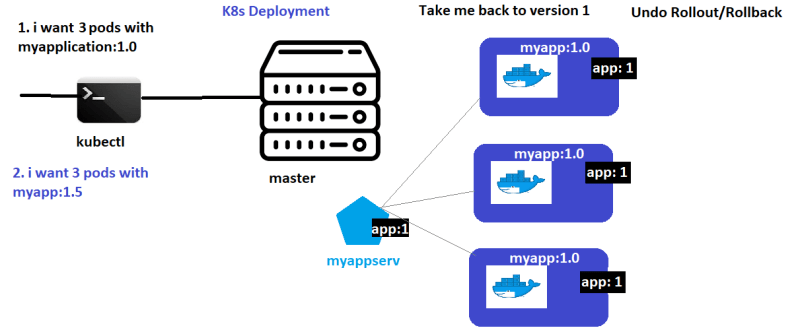 K8s Deployment
Take me back to version 1
Undo Rollout/Rollback
1. i want 3 pods with
myapplication:1.0
>_
kubectl
2. i want 3 pods with
myapp:1.5
master
app:1
myappserv
myapp:1.0
app: 1
myapp:1.0
app: 1
myapp:1.0
app: 1